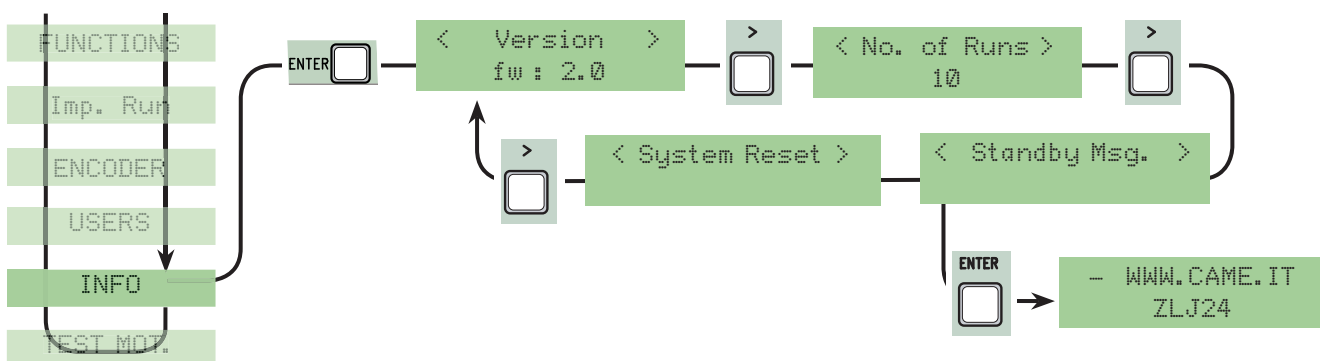 FUNCTIONS
Imp. Run
ENCODER
USERS
INFO
TEST MOT.
ENTER
< Version >
fw : 2.0
>
< No. of Runs >
10
>
< Standby Msg. >
< System Reset >
>
ENTER
- WWW.CAME.IT
ZLJ24